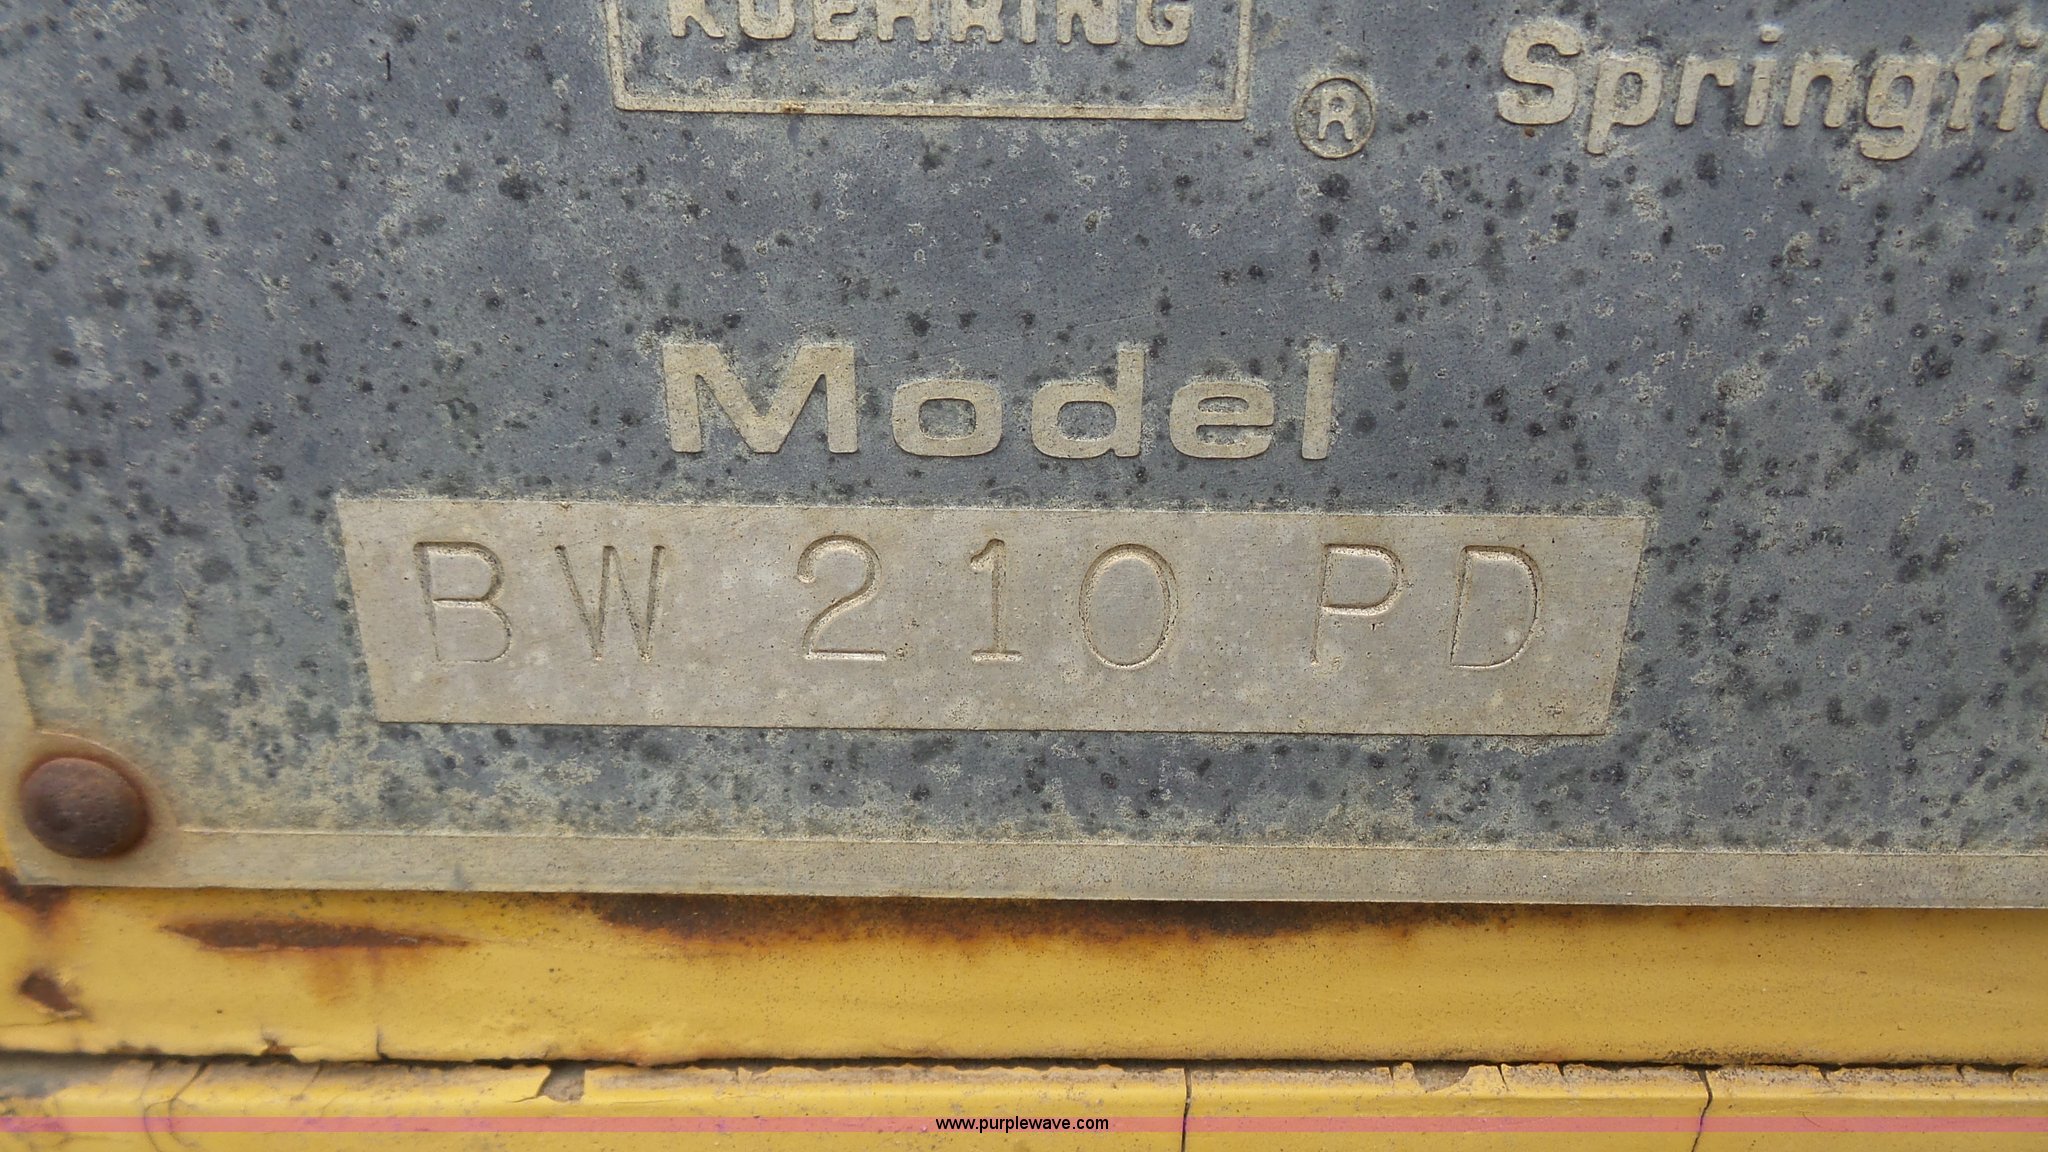 KOEHRING
® Springfi
Model
BW 210 PD
www.purplewave.com